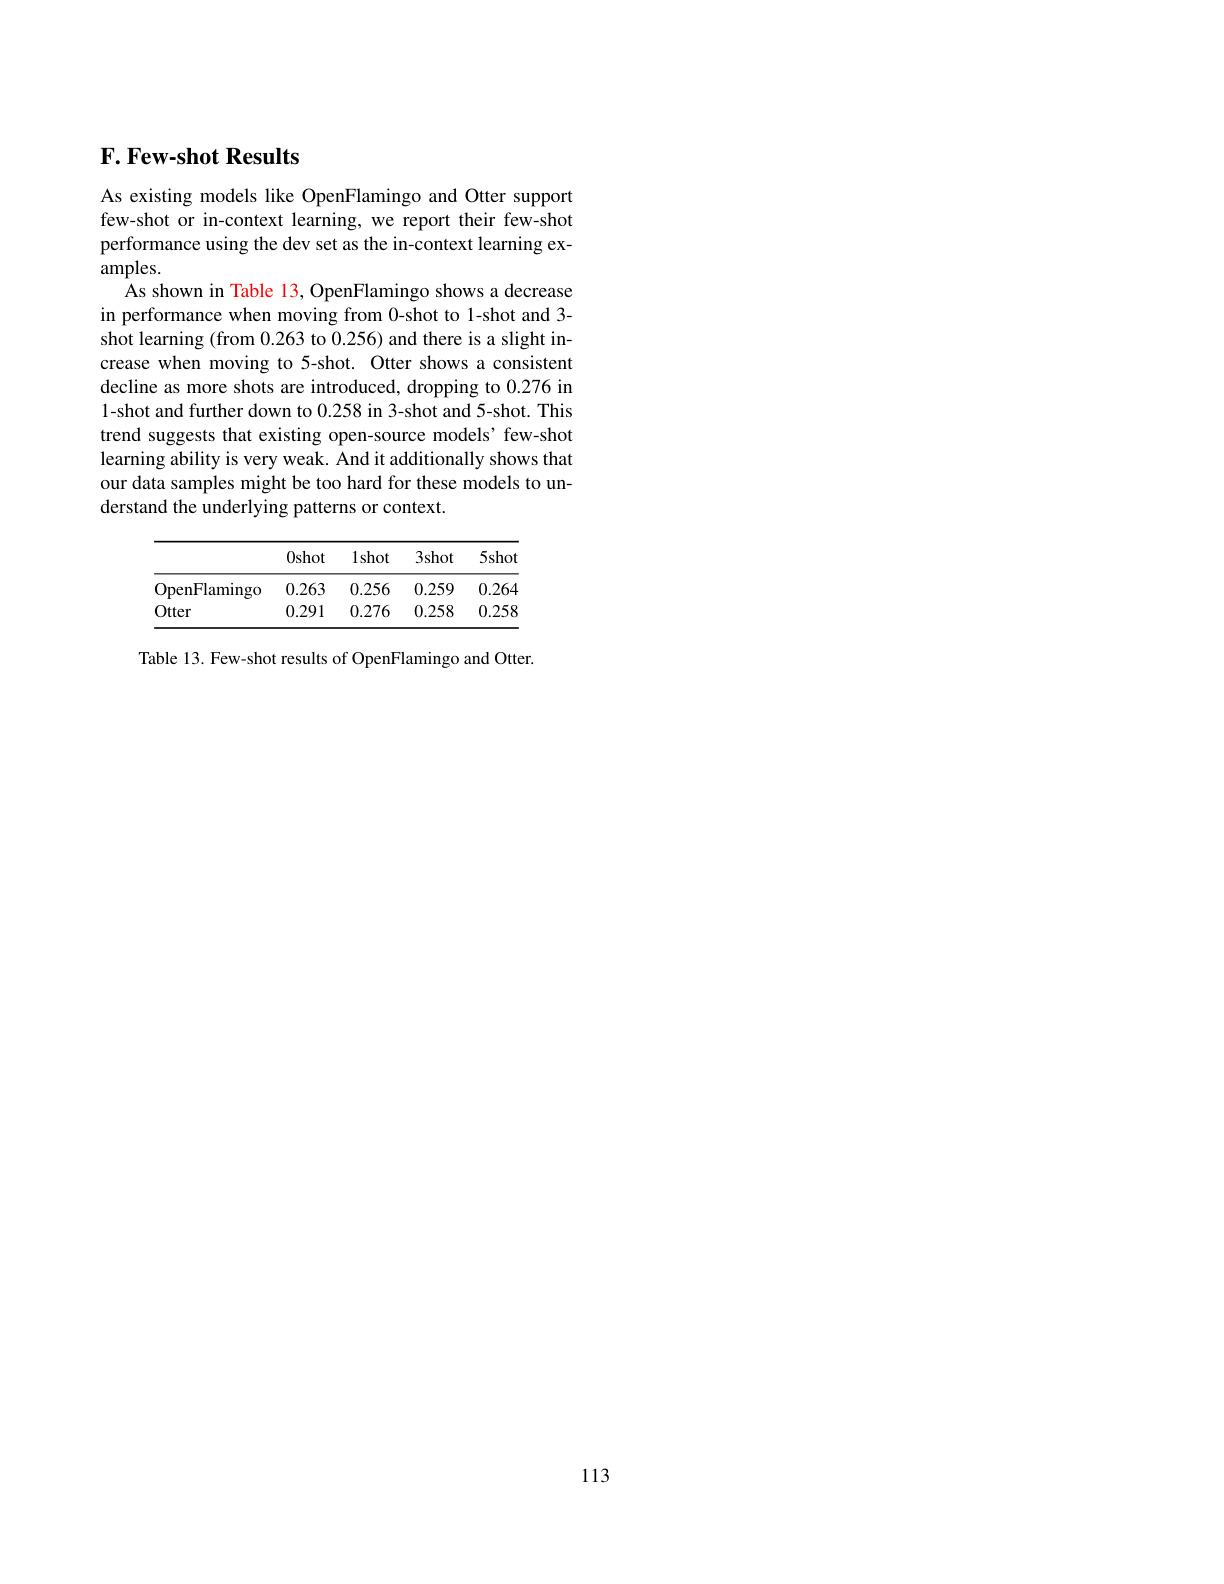 F. Few-shot Results
As existing models like OpenFlamingo and Otter support
few-shot or in-context learning, we report their few-shot
performance using the dev set as the in-context learning ex-
amples.
As shown in Table 13, OpenFlamingo shows a decrease
in performance when moving from 0-shot to 1-shot and 3-
shot learning (from 0.263 to 0.256) and there is a slight in-
crease when moving to 5-shot. Otter shows a consistent
decline as more shots are introduced, dropping to 0.276 in
1-shot and further down to 0.258 in 3-shot and 5-shot. This
trend suggests that existing open-source models’ few-shot
learning ability is very weak. And it additionally shows that
our data samples might be too hard for these models to un-
derstand the underlying patterns or context.
0shot 1shot 3shot 5shot
OpenFlamingo 0.263 0.256 0.259 0.264
Otter 0.291 0.276 0.258 0.258
Table 13. Few-shot results of OpenFlamingo and Otter.
113